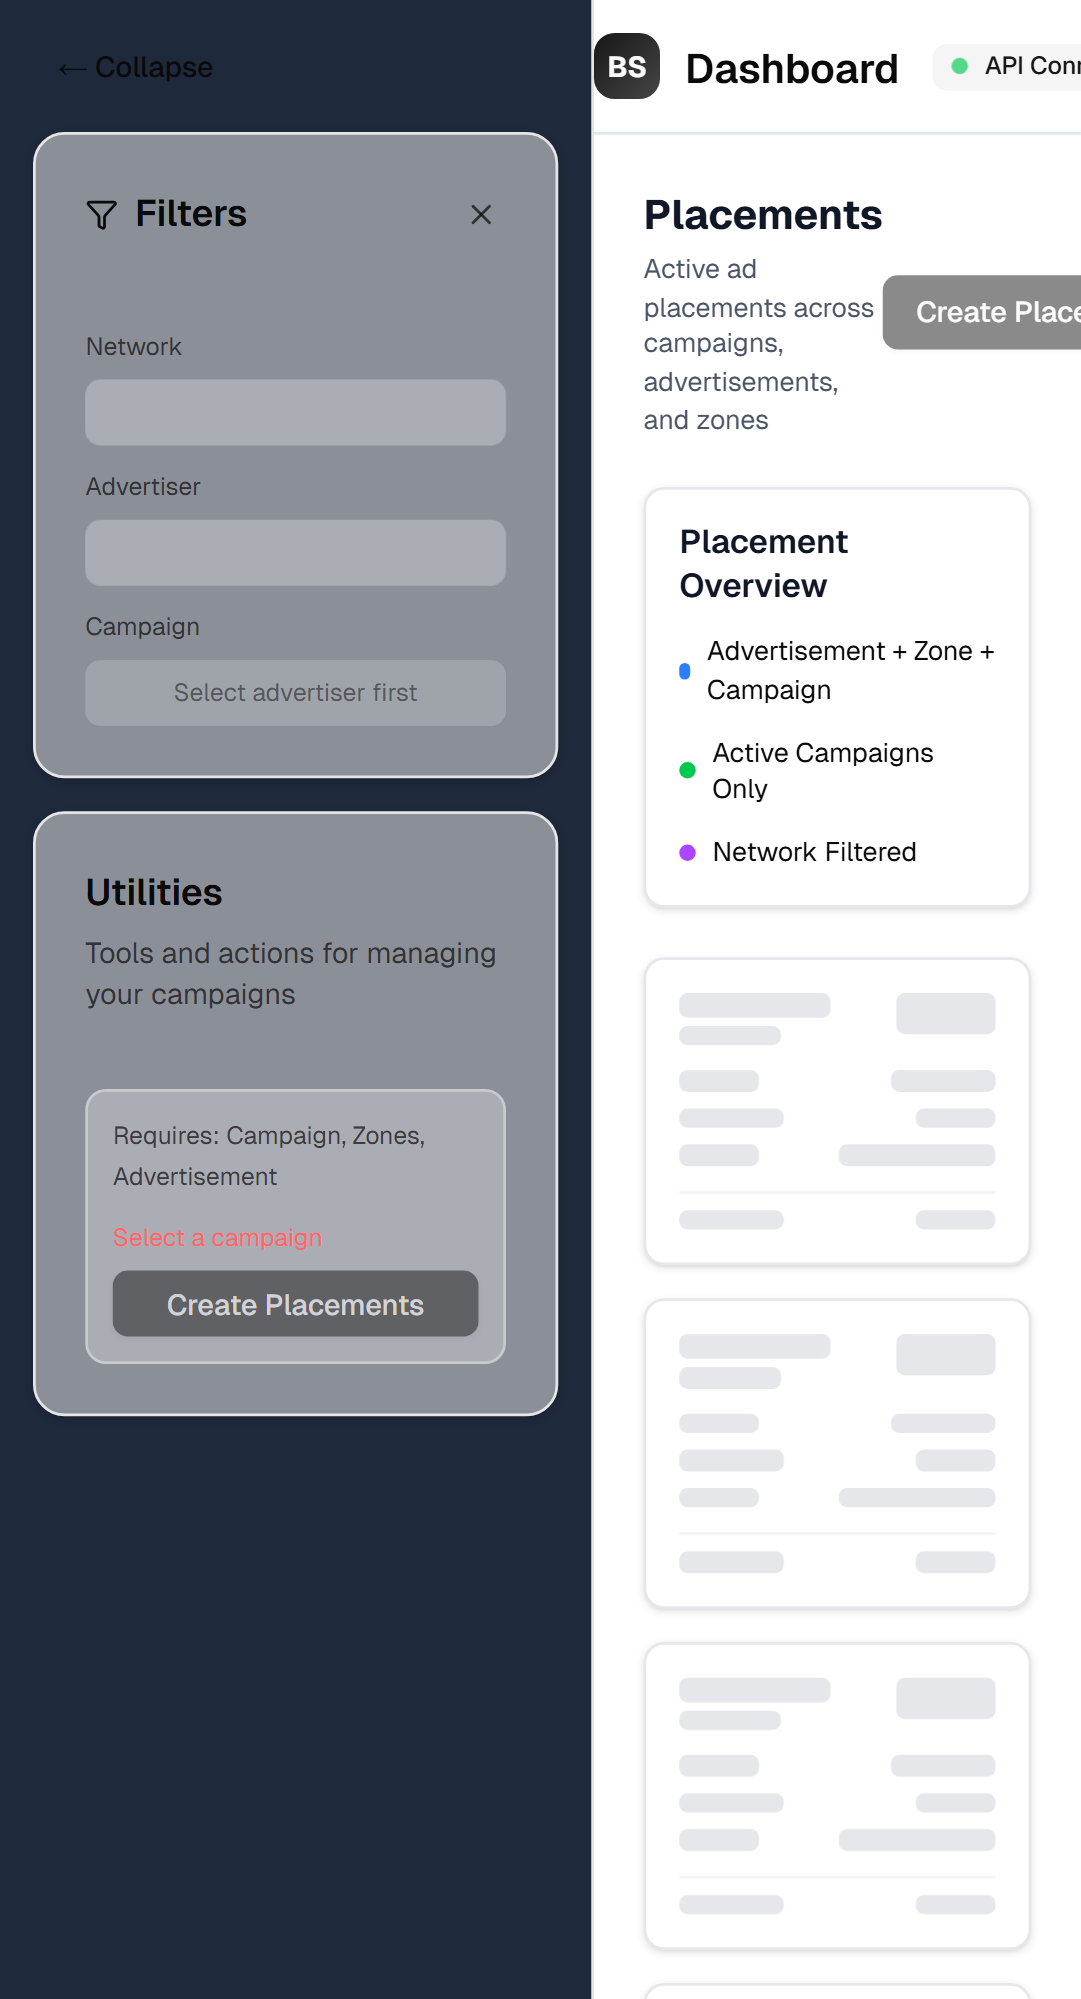 ← Collapse
Filters
Network
Advertiser
Campaign
Select advertiser first
Utilities
Tools and actions for managing
your campaigns
Requires: Campaign, Zones,
Advertisement
Select a campaign
Create Placements
BS
Dashboard
API Conn
Placements
Active ad
placements across
campaigns,
advertisements,
and zones
Create Place
Placement
Overview
Advertisement + Zone +
Campaign
Active Campaigns
Only
Network Filtered